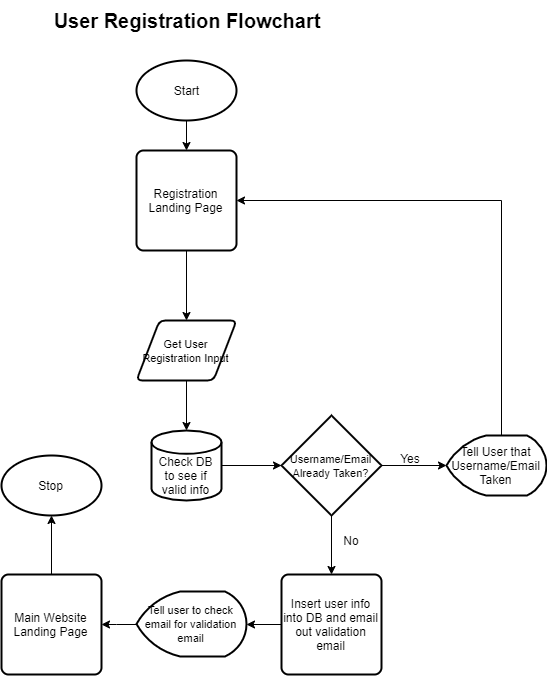 User Registration Flowchart
Start
Registration
Landing Page
Get User
Registration Input
Check DB
to see if
valid info
Username/Email
Already Taken?
Yes
Tell User that
Username/Email
Taken
No
Stop
Main Website
Landing Page
Tell user to check
email for validation
email
Insert user info
into DB and email
out validation
email